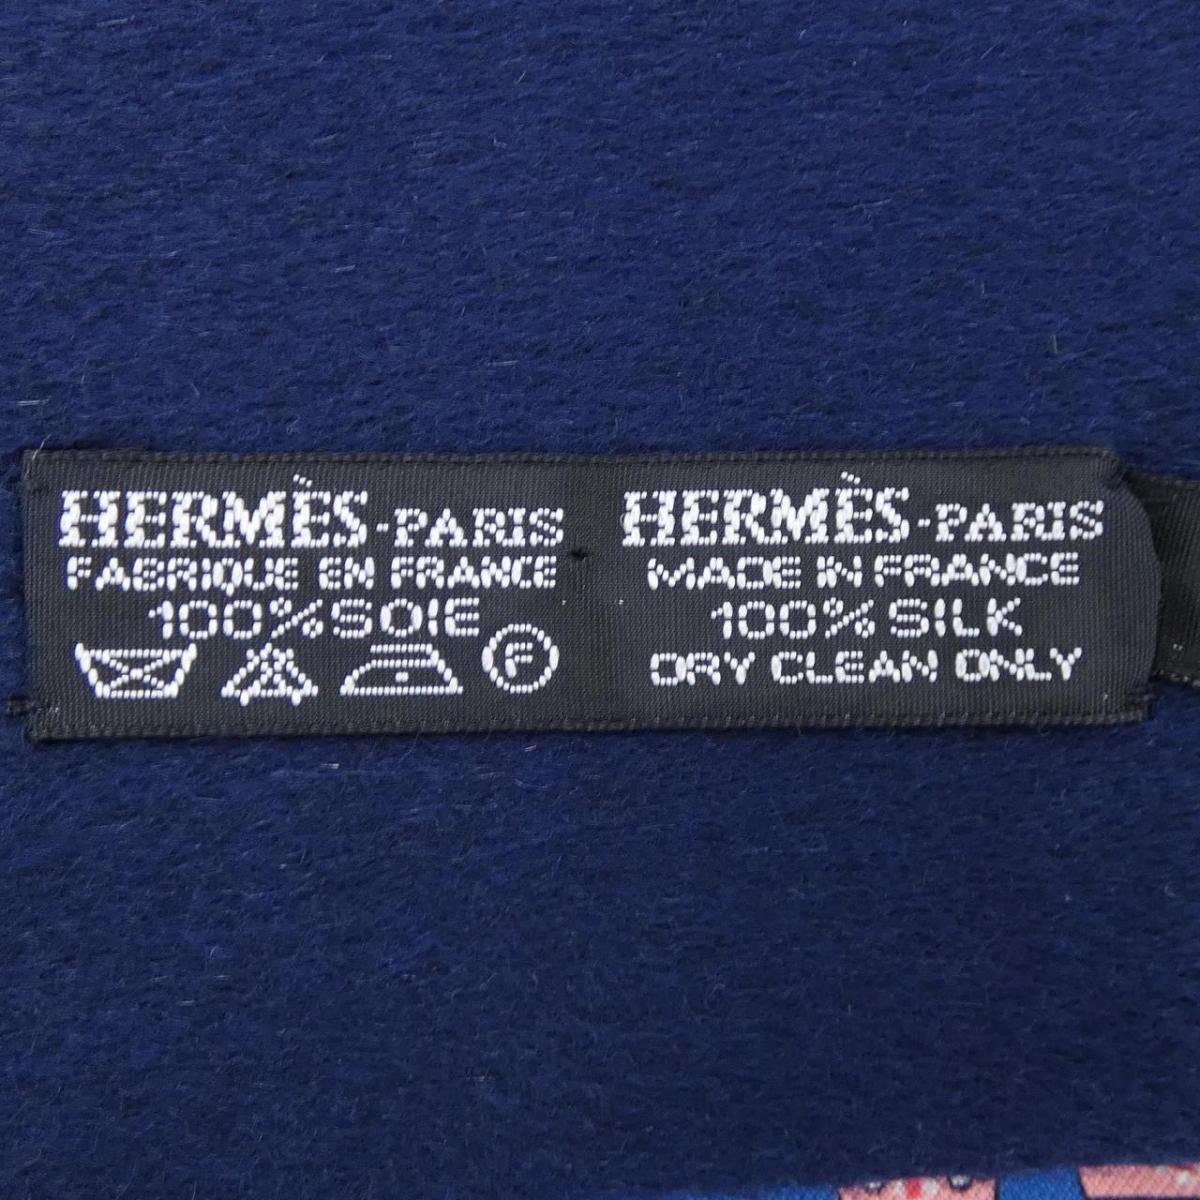 HERMÈS-PARIS
FABRIQUE EN FRANCE
100% SOIE
F
HERMÈS-PARIS
MADE IN FRANCE
100% SILK
DRY CLEAN ONLY